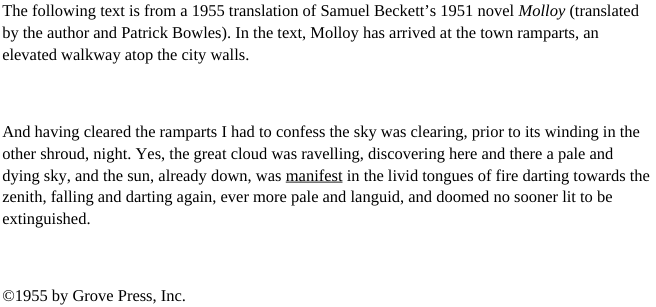 The following text is from a 1955 translation of Samuel Beckett’s 1951 novel Molloy (translated
by the author and Patrick Bowles). In the text, Molloy has arrived at the town ramparts, an
elevated walkway atop the city walls.
And having cleared the ramparts I had to confess the sky was clearing, prior to its winding in the
other shroud, night. Yes, the great cloud was ravelling, discovering here and there a pale and
dying sky, and the sun, already down, was manifest in the livid tongues of fire darting towards the
zenith, falling and darting again, ever more pale and languid, and doomed no sooner lit to be
extinguished.
©1955 by Grove Press, Inc.